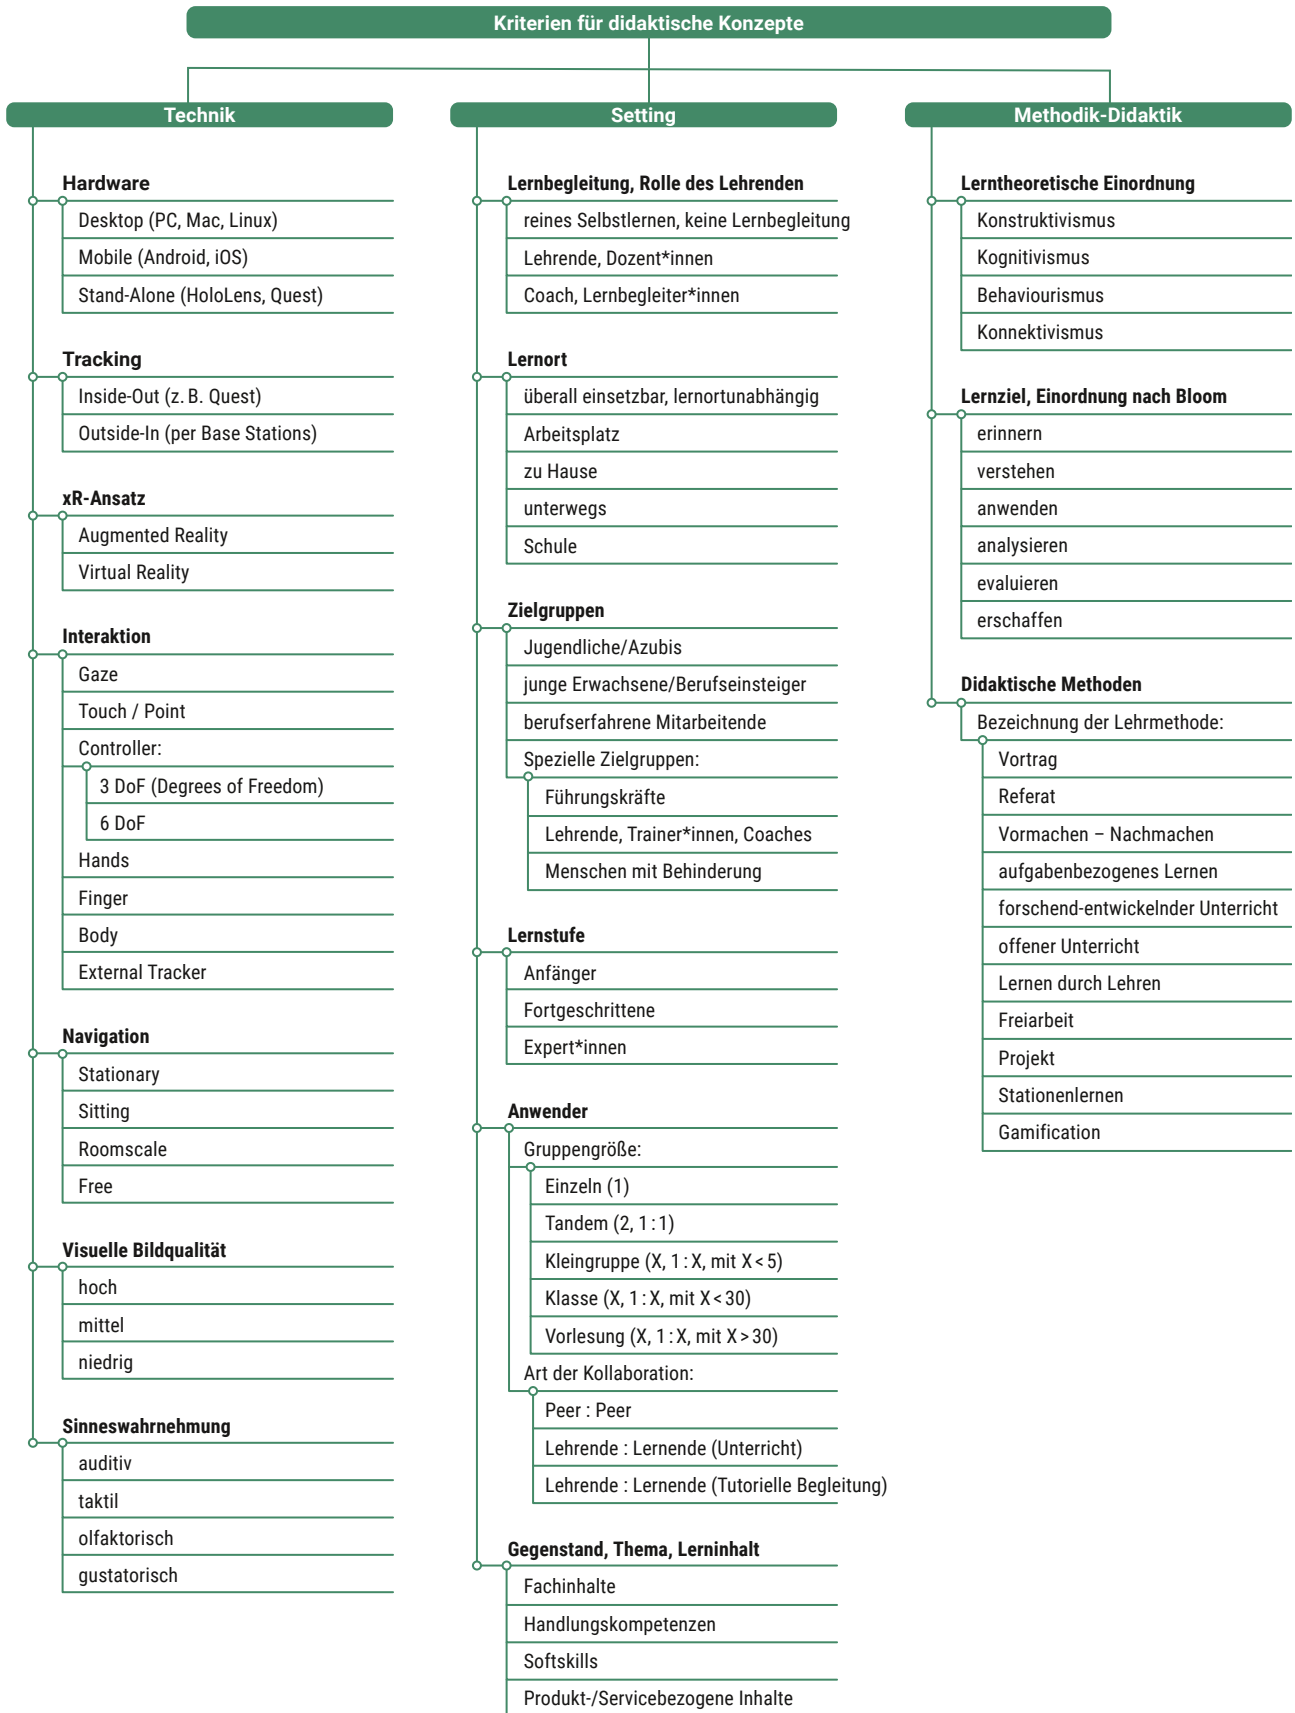 Kriterien für didaktische Konzepte
Technik
Hardware
Desktop (PC, Mac, Linux)
Mobile (Android, iOS)
Stand-Alone (HoloLens, Quest)
Tracking
Inside-Out (z. B. Quest)
Outside-In (per Base Stations)
xR-Ansatz
Augmented Reality
Virtual Reality
Interaktion
Gaze
Touch / Point
Controller:
3 DoF (Degrees of Freedom)
6 DoF
Hands
Finger
Body
External Tracker
Navigation
Stationary
Sitting
Roomscale
Free
Visuelle Bildqualität
hoch
mittel
niedrig
Sinneswahrnehmung
auditiv
taktil
olfaktorisch
gustatorisch
Setting
Lernbegleitung, Rolle des Lehrenden
reines Selbstlernen, keine Lernbegleitung
Lehrende, Dozent*innen
Coach, Lernbegleiter*innen
Lernort
überall einsetzbar, lernortunabhängig
Arbeitsplatz
zu Hause
unterwegs
Schule
Zielgruppen
Jugendliche/Azubis
junge Erwachsene/Berufseinsteiger
berufserfahrene Mitarbeitende
Spezielle Zielgruppen:
Führungskräfte
Lehrende, Trainer*innen, Coaches
Menschen mit Behinderung
Lernstufe
Anfänger
Fortgeschrittene
Expert*innen
Anwender
Gruppengröße:
Einzeln (1)
Tandem (2, 1 : 1)
Kleingruppe (X, 1 : X, mit X < 5)
Klasse (X, 1 : X, mit X < 30)
Vorlesung (X, 1 : X, mit X > 30)
Art der Kollaboration:
Peer : Peer
Lehrende : Lernende (Unterricht)
Lehrende : Lernende (Tutorielle Begleitung)
Gegenstand, Thema, Lerninhalt
Fachinhalte
Handlungskompetenzen
Softskills
Produkt-/Servicebezogene Inhalte
Methodik-Didaktik
Lerntheoretische Einordnung
Konstruktivismus
Kognitivismus
Behaviourismus
Konnektivismus
Lernziel, Einordnung nach Bloom
erinnern
verstehen
anwenden
analysieren
evaluieren
erschaffen
Didaktische Methoden
Bezeichnung der Lehrmethode:
Vortrag
Referat
Vormachen – Nachmachen
aufgabenbezogenes Lernen
forschend-entwickelnder Unterricht
offener Unterricht
Lernen durch Lehren
Freiarbeit
Projekt
Stationenlernen
Gamification